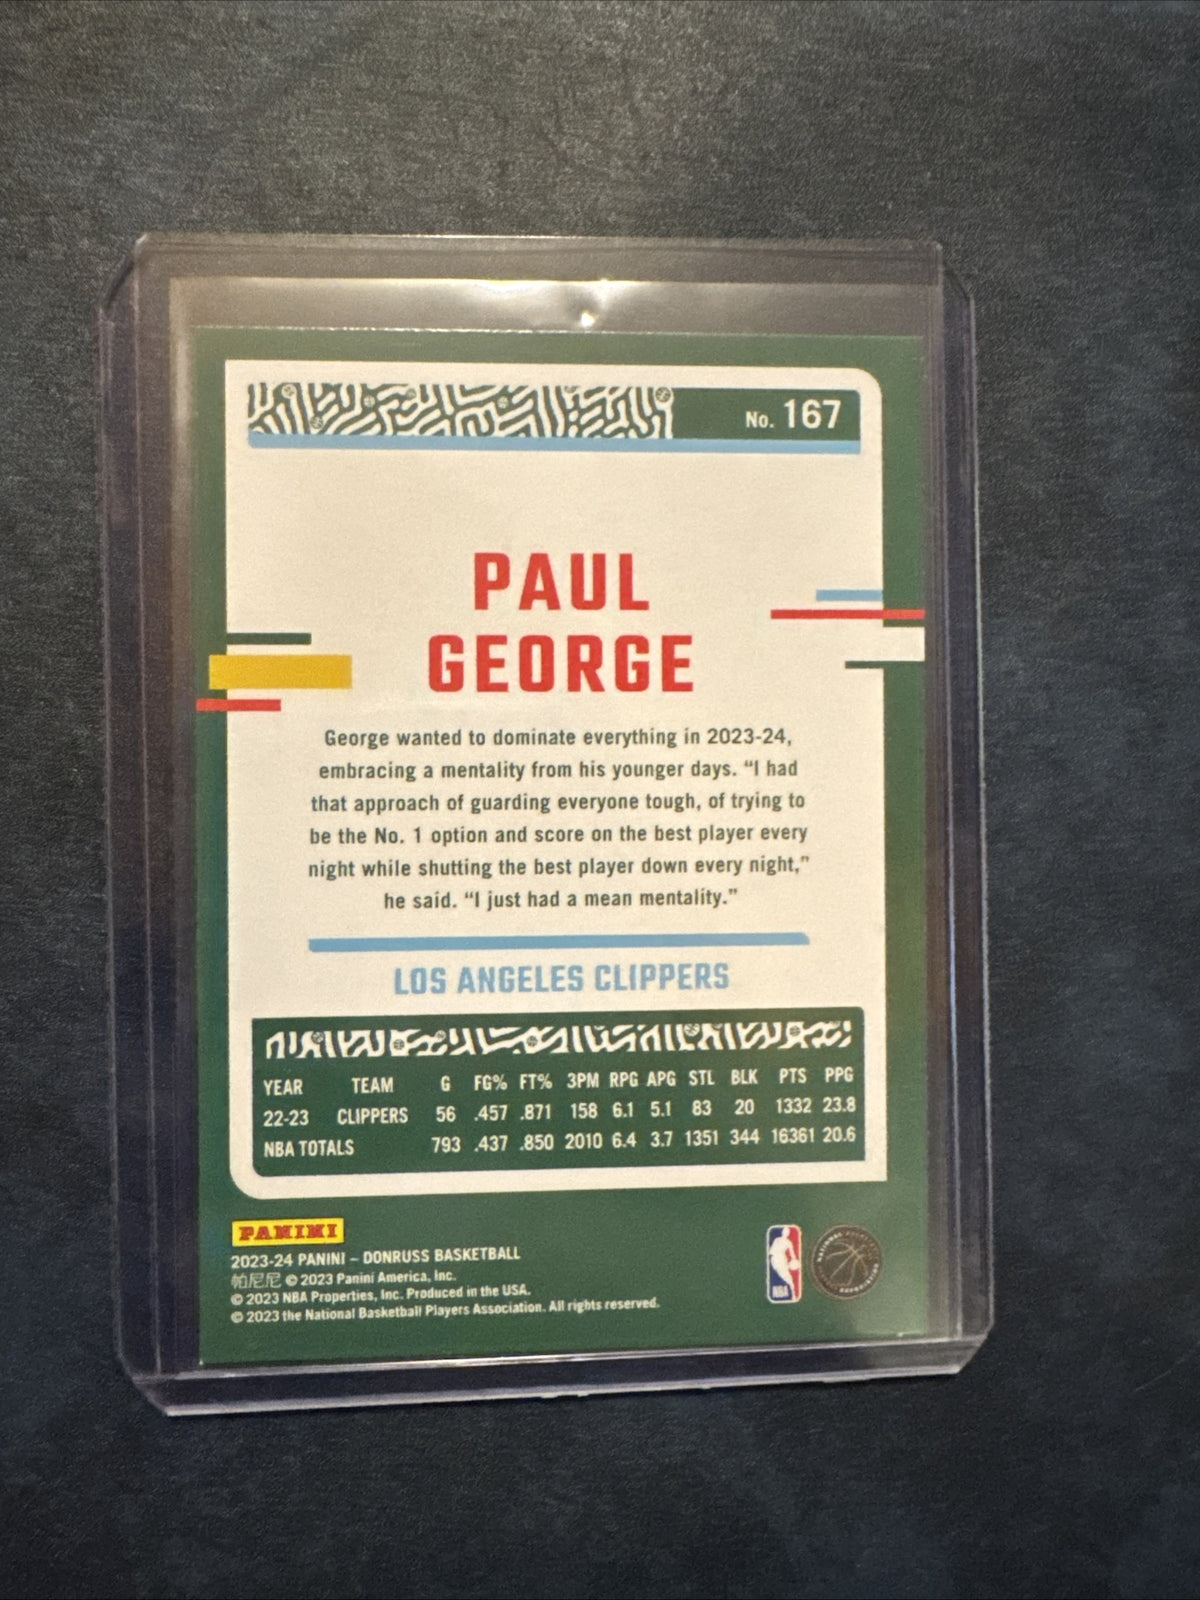 No. 167
PAUL
GEORGE
George wanted to dominate everything in 2023-24,
embracing a mentality from his younger days. “I had
that approach of guarding everyone tough, of trying to
be the No. 1 option and score on the best player every
night while shutting the best player down every night,”
he said. “I just had a mean mentality.”
LOS ANGELES CLIPPERS
YEAR TEAM G FG% FT% 3PM RPG APG STL BLK PTS PPG
22-23 CLIPPERS 56 .457 .871 158 6.1 5.1 83 20 1332 23.8
NBA TOTALS 793 .437 .850 2010 6.4 3.7 1351 344 16361 20.6
PANINI
2023-24 PANINI – DONRUSS BASKETBALL
帕尼尼 © 2023 Panini America, Inc.
© 2023 NBA Properties, Inc. Produced in the USA.
© 2023 the National Basketball Players Association. All rights reserved.
NBA